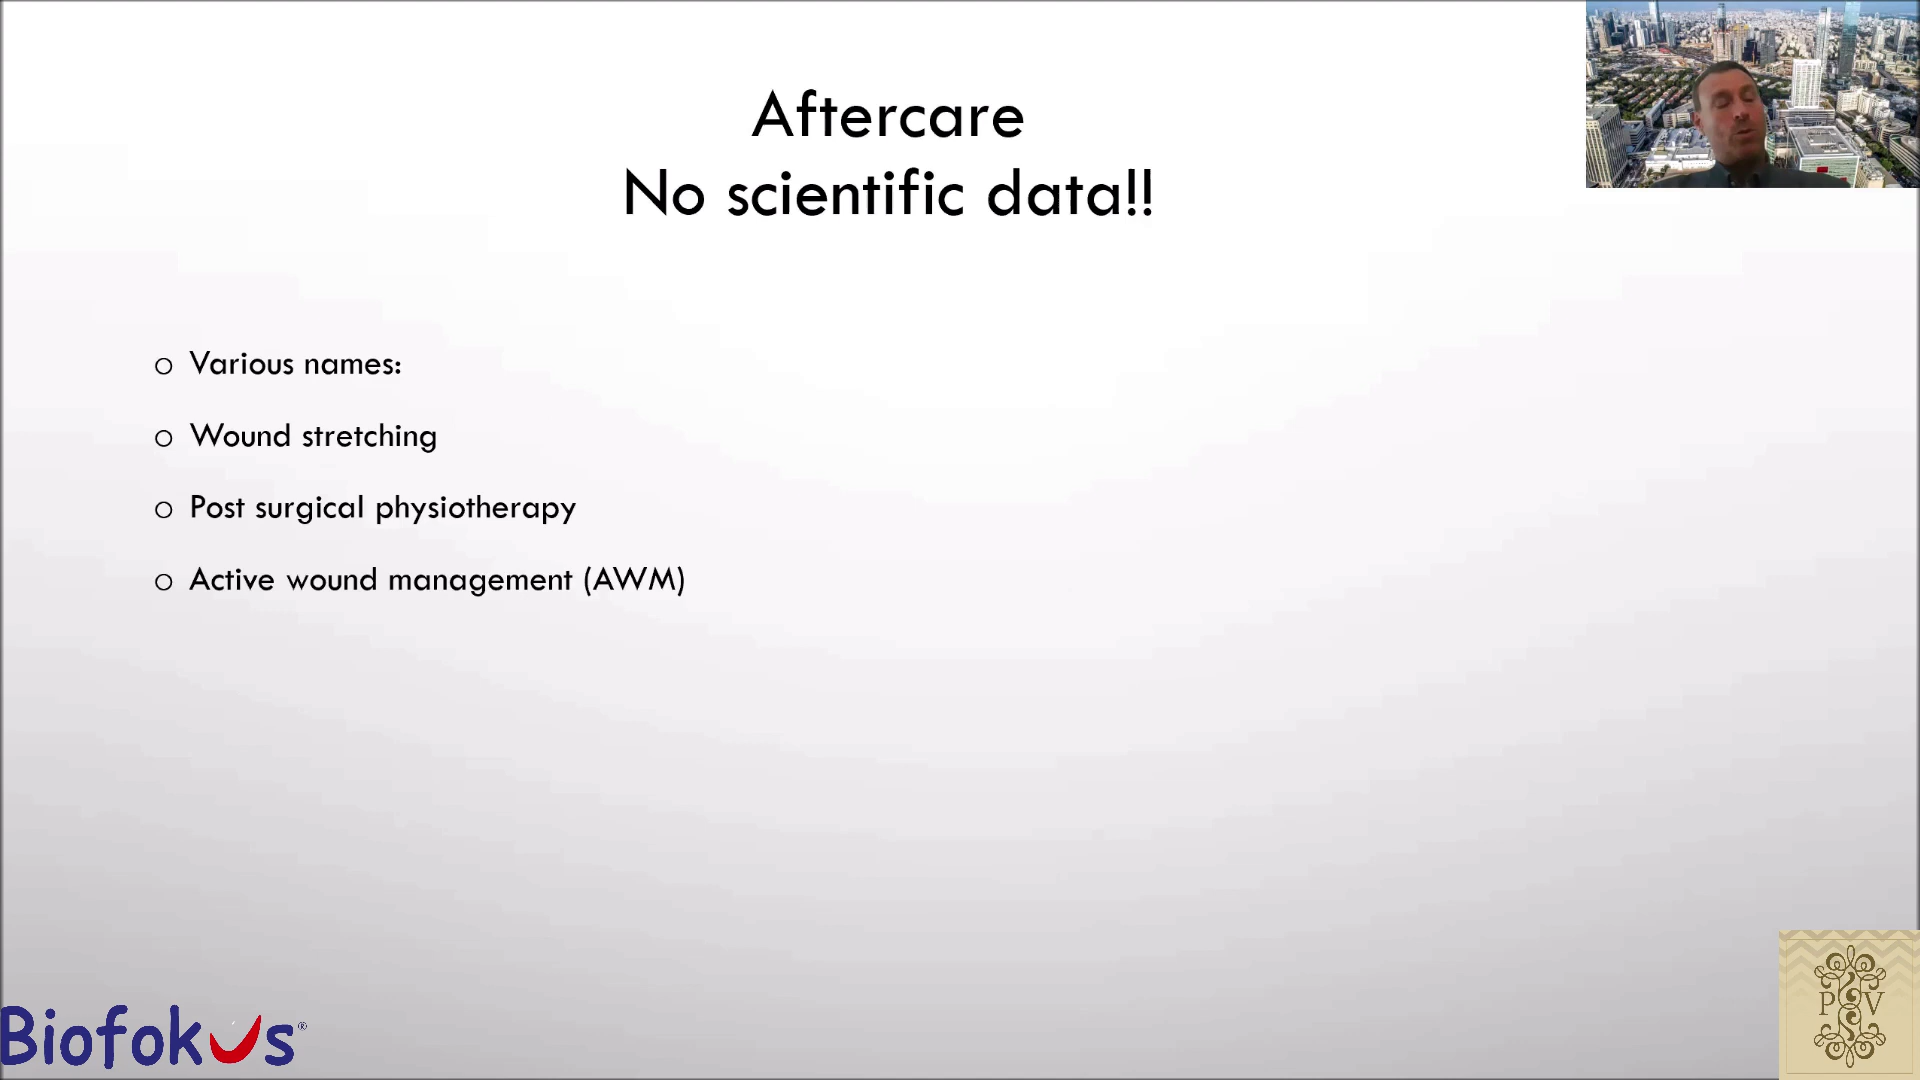 Aftercare
No scientific data!!
Various names:
Wound stretching
Post surgical physiotherapy
Active wound management (AWM)
Biofokus®
P S V